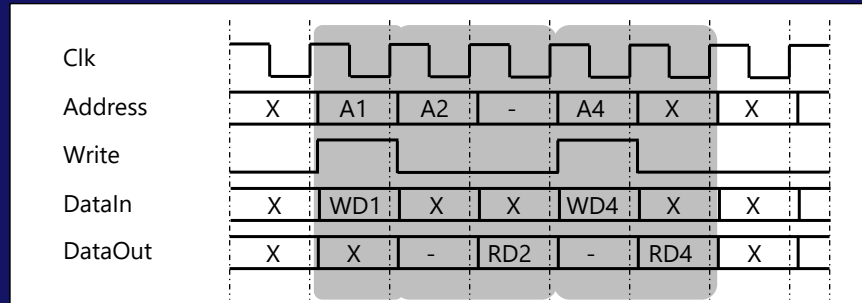 Clk
Address X A1 A2 - A4 X X
Write
DataIn X WD1 X X WD4 X X
DataOut X X - RD2 - RD4 X